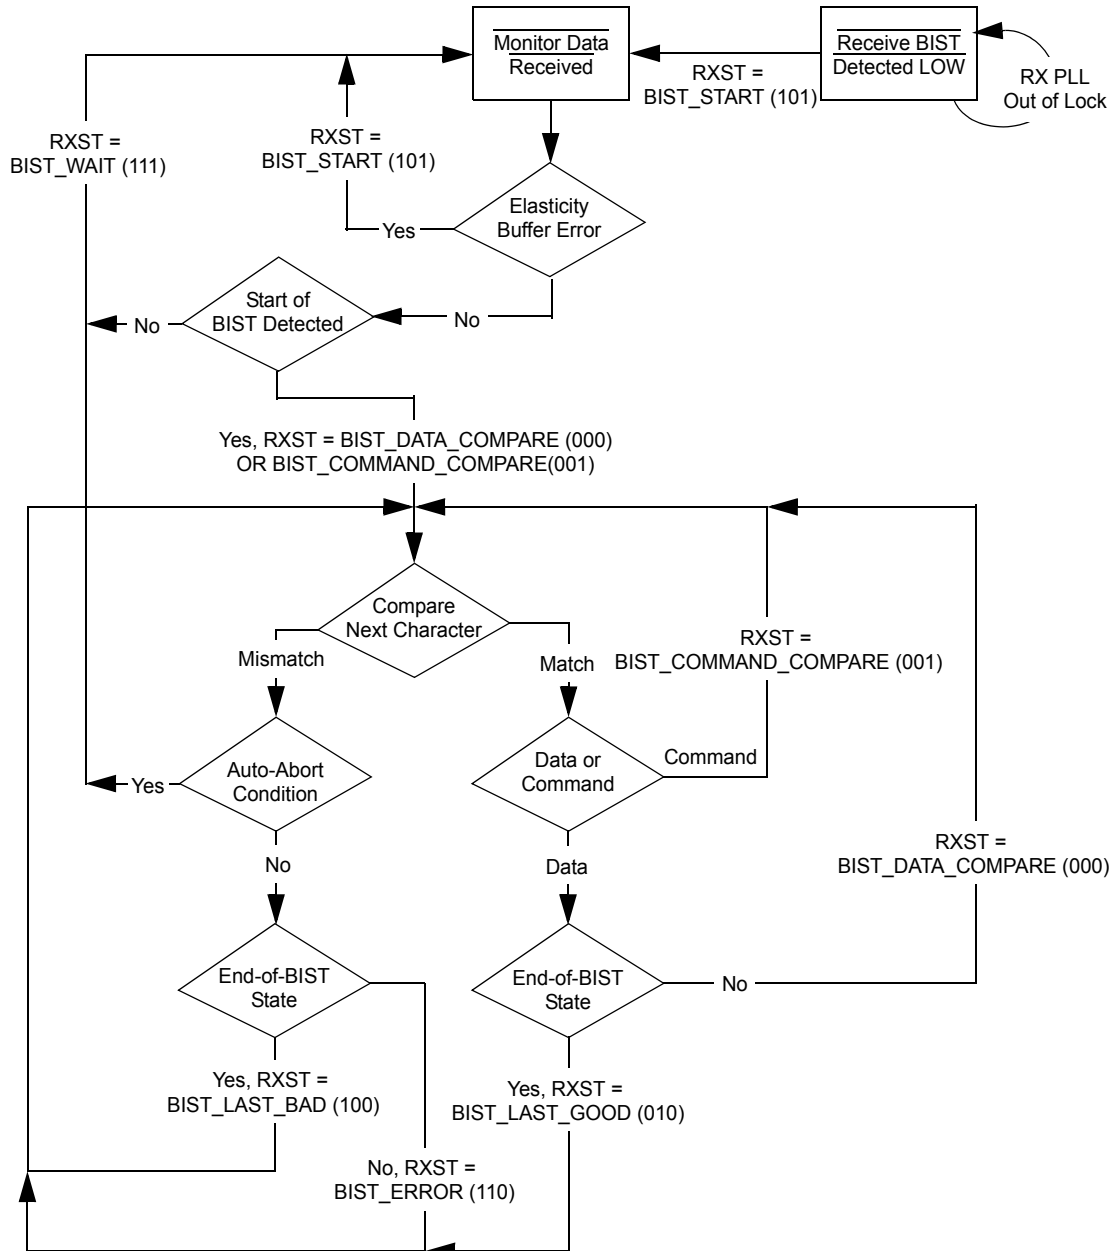 Monitor Data
Received
Receive BIST
Detected LOW
RX PLL
Out of Lock
RXST =
BIST_START (101)
RXST =
BIST_WAIT (111)
RXST =
BIST_START (101)
Elasticity
Buffer Error
Yes
Start of
BIST Detected
No
No
Yes, RXST = BIST_DATA_COMPARE (000)
OR BIST_COMMAND_COMPARE(001)
Compare
Next Character
Mismatch
Match
RXST =
BIST_COMMAND_COMPARE (001)
Auto-Abort
Condition
Yes
Data or
Command
Command
No
Data
RXST =
BIST_DATA_COMPARE (000)
End-of-BIST
State
End-of-BIST
State
No
Yes, RXST =
BIST_LAST_BAD (100)
Yes, RXST =
BIST_LAST_GOOD (010)
No, RXST =
BIST_ERROR (110)